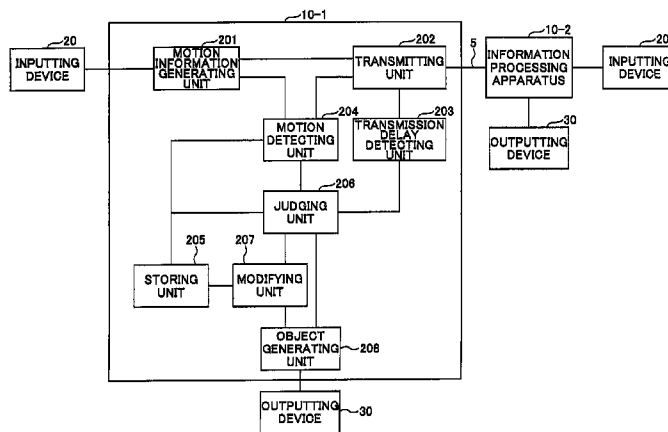 10-1
20
INPUTTING
DEVICE
201
MOTION
INFORMATION
GENERATING
UNIT
202
TRANSMITTING
UNIT
5
10-2
INFORMATION
PROCESSING
APPARATUS
20
INPUTTING
DEVICE
204
MOTION
DETECTING
UNIT
203
TRANSMISSION
DELAY
DETECTING
UNIT
30
OUTPUTTING
DEVICE
206
JUDGING
UNIT
205
STORING
UNIT
207
MODIFYING
UNIT
OBJECT
GENERATING
UNIT
208
OUTPUTTING
DEVICE
30